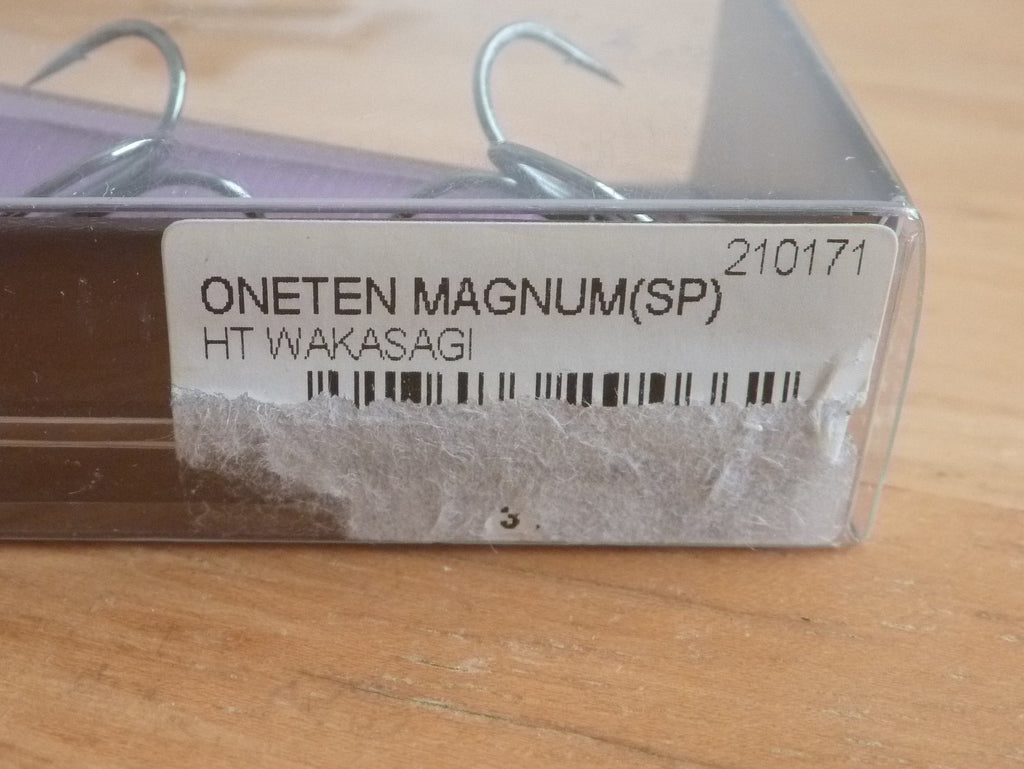 210171
ONETEN MAGNUM(SP)
HT WAKASAGI
3